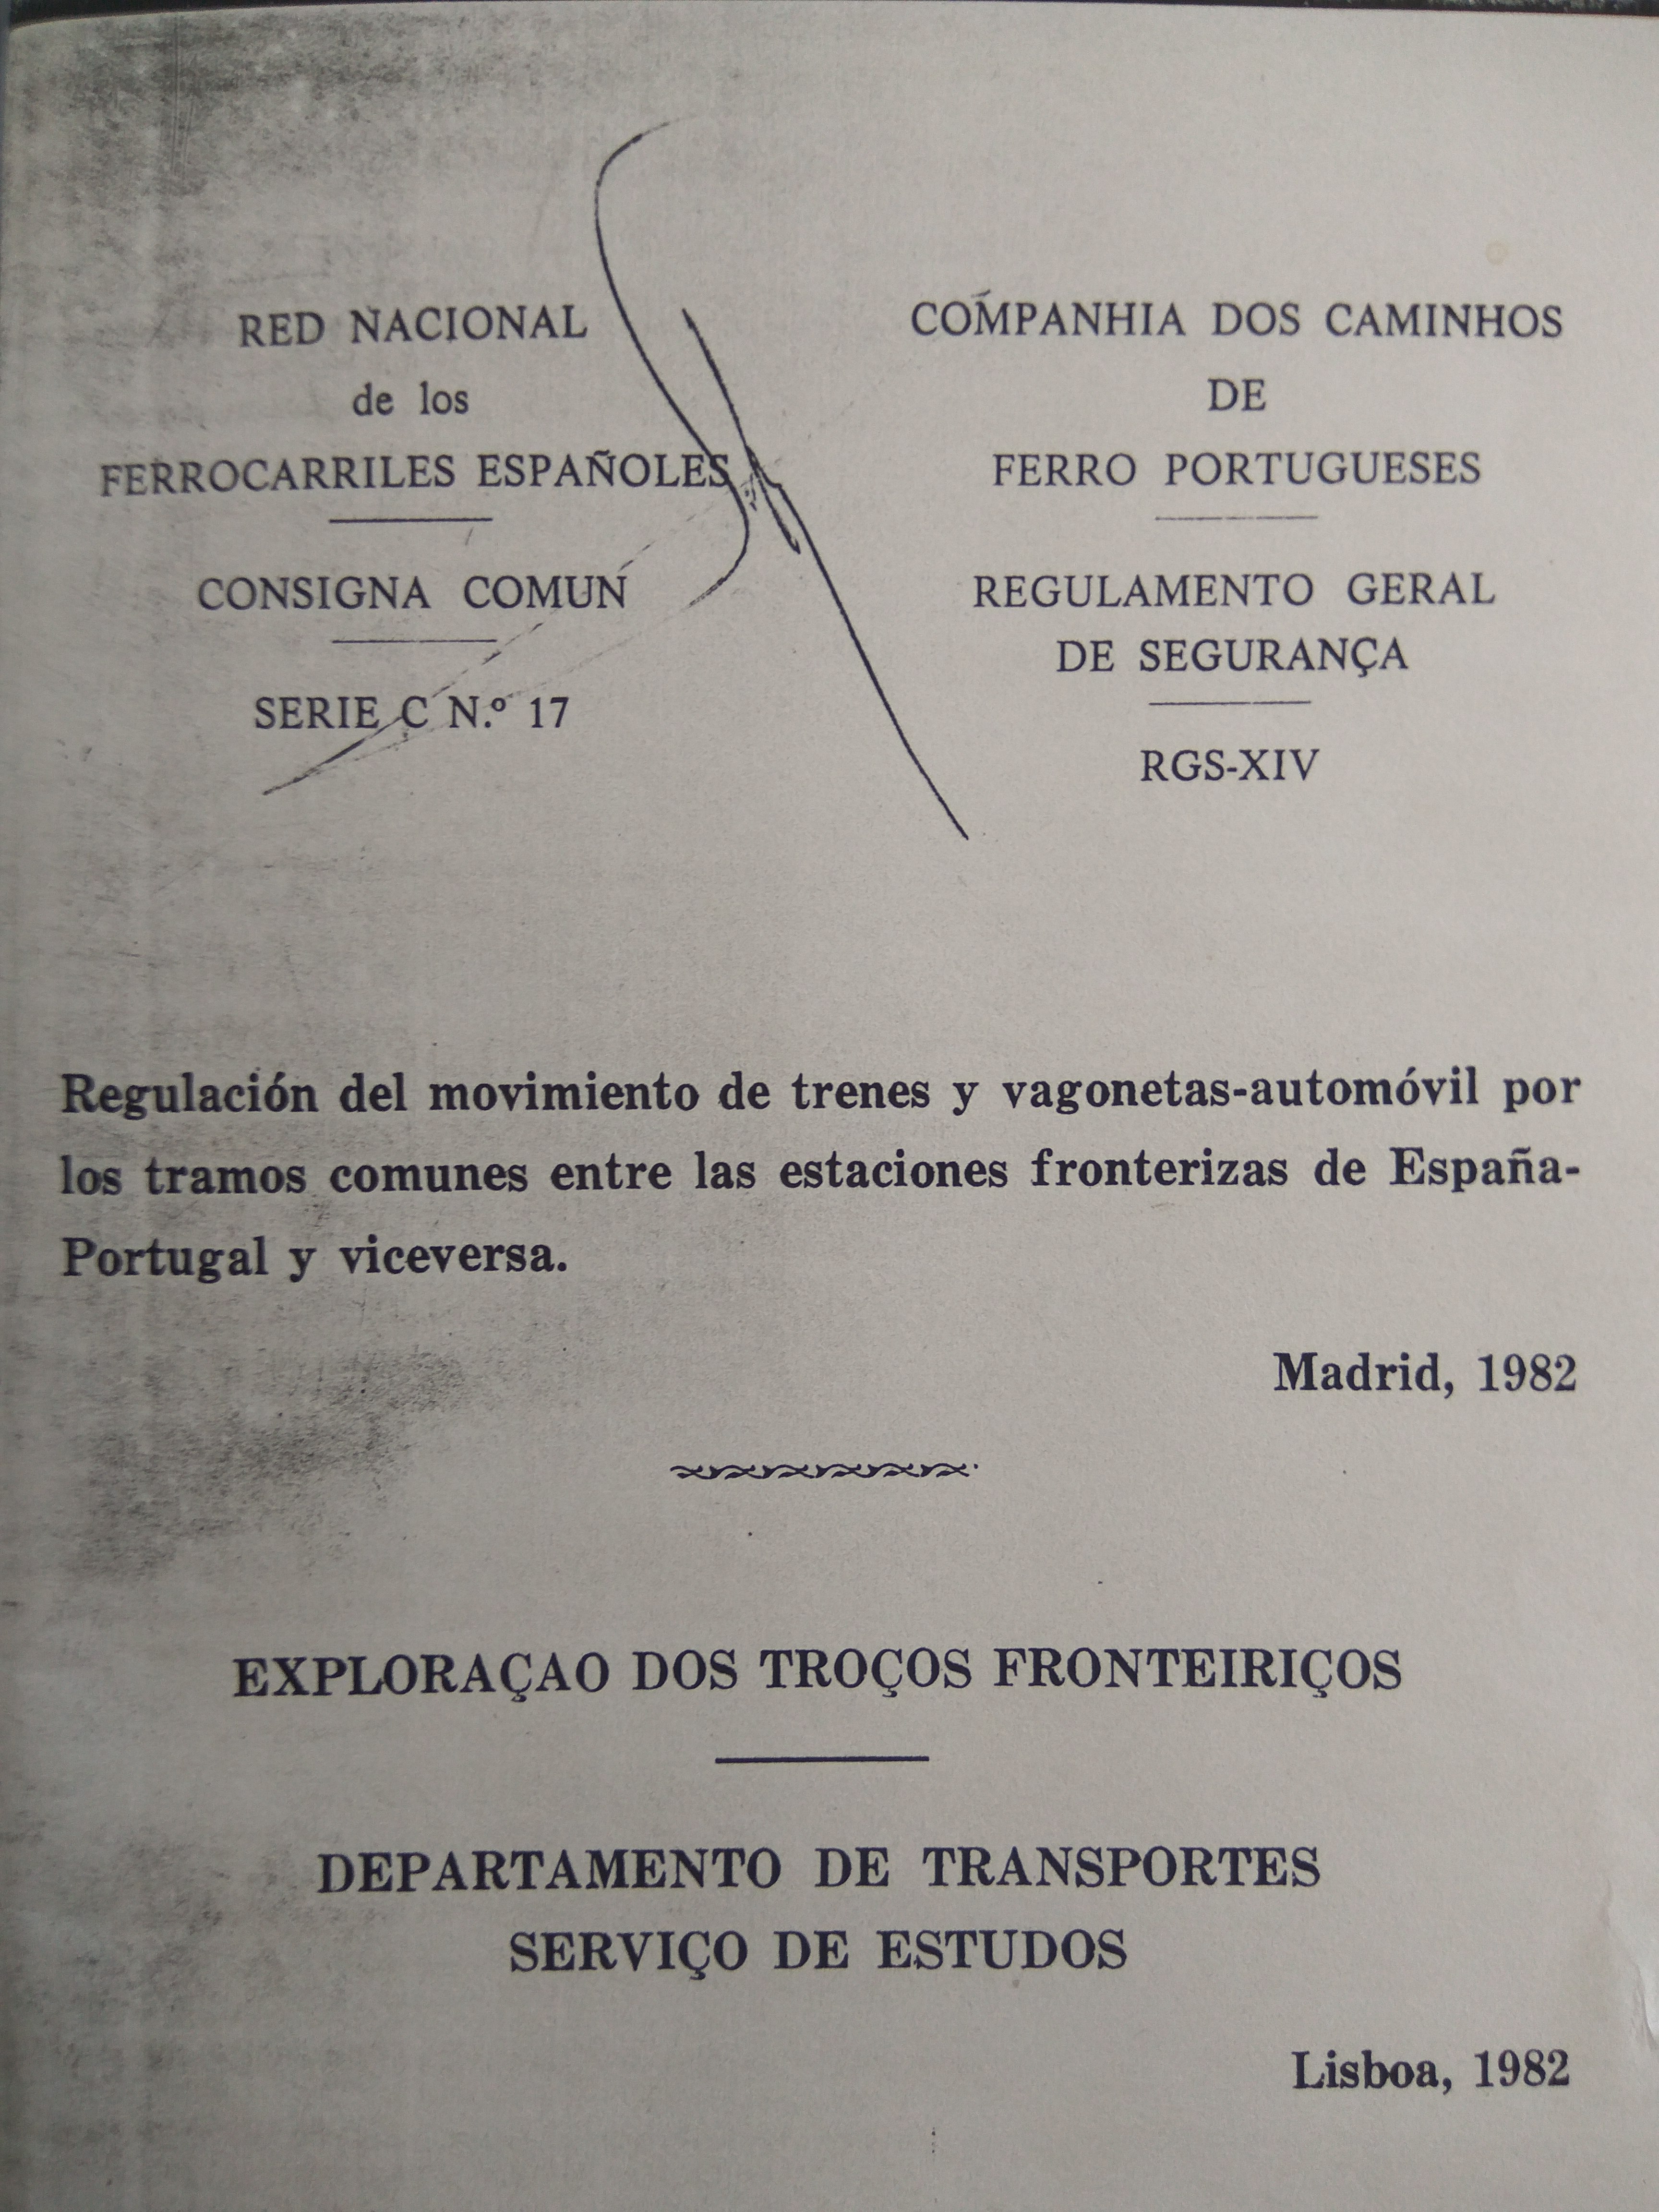 RED NACIONAL
de los
FERROCARRILES ESPAÑOLES
CONSIGNA COMUN
SERIE C N.º 17
COMPANHIA DOS CAMINHOS
DE
FERRO PORTUGUESES
REGULAMENTO GERAL
DE SEGURANÇA
RGS-XIV
Regulación del movimiento de trenes y vagonetas-automóvil por
los tramos comunes entre las estaciones fronterizas de España-
Portugal y viceversa.
Madrid, 1982
EXPLORAÇAO DOS TROÇOS FRONTEIRIÇOS
DEPARTAMENTO DE TRANSPORTES
SERVIÇO DE ESTUDOS
Lisboa, 1982